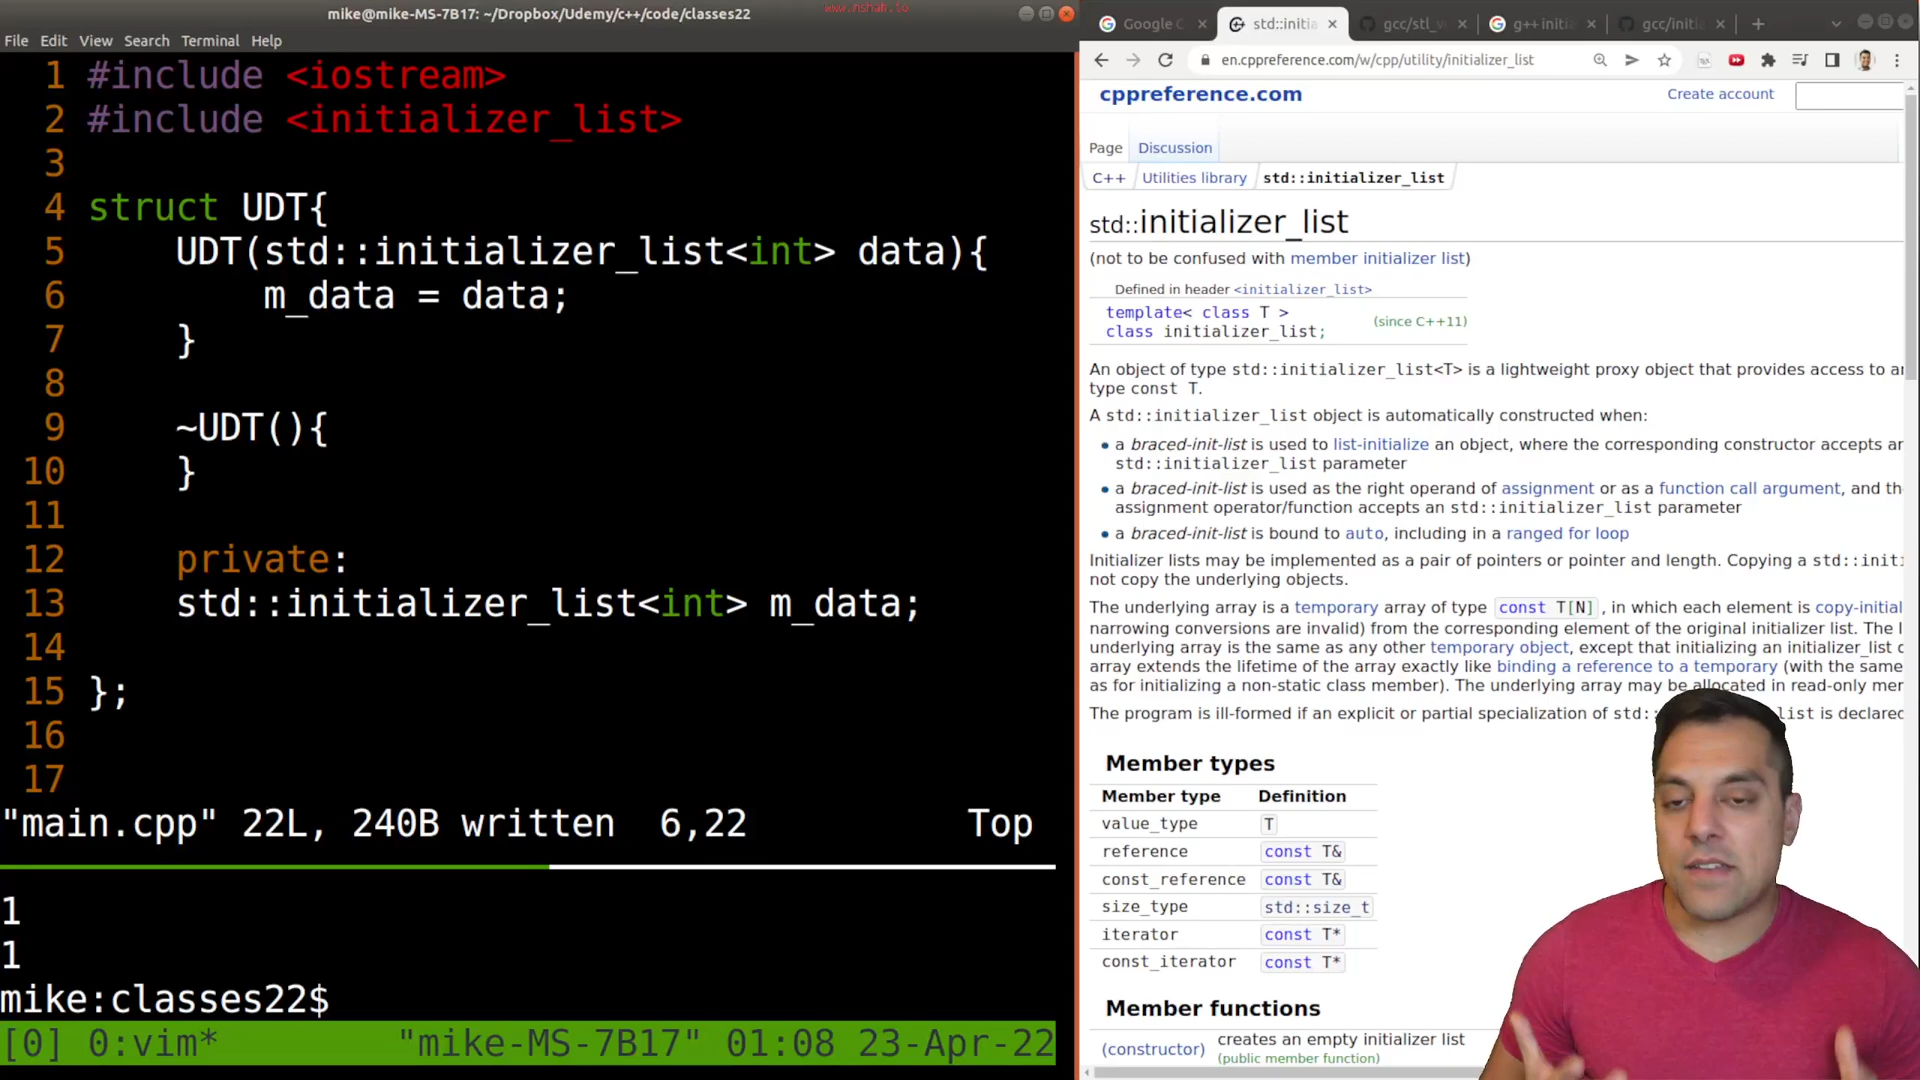 mike@mike-MS-7B17: ~/Dropbox/Udemy/c++/code/classes22
www.mshah.io
File Edit View Search Terminal Help
1 #include <iostream>
2 #include <initializer_list>
3
4 struct UDT{
5 UDT(std::initializer_list<int> data){
6 m_data = data;
7 }
8
9 ~UDT(){
10 }
11
12 private:
13 std::initializer_list<int> m_data;
14
15 };
16
17
"main.cpp" 22L, 240B written 6,22 Top
1
1
mike:classes22$
[0] 0:vim* "mike-MS-7B17" 01:08 23-Apr-22
Google C
std::initia
gcc/stl_v
g++ initi
gcc/initia
en.cppreference.com/w/cpp/utility/initializer_list
cppreference.com
Create account
Page Discussion
C++ Utilities library std::initializer_list
std::initializer_list
(not to be confused with member initializer list)
Defined in header <initializer_list>
template< class T >
class initializer_list;
(since C++11)
An object of type std::initializer_list<T> is a lightweight proxy object that provides access to a
type const T.
A std::initializer_list object is automatically constructed when:
• a braced-init-list is used to list-initialize an object, where the corresponding constructor accepts a
std::initializer_list parameter
• a braced-init-list is used as the right operand of assignment or as a function call argument, and the
assignment operator/function accepts an std::initializer_list parameter
• a braced-init-list is bound to auto, including in a ranged for loop
Initializer lists may be implemented as a pair of pointers or pointer and length. Copying a std::init
not copy the underlying objects.
The underlying array is a temporary array of type const T[N], in which each element is copy-initial
narrowing conversions are invalid) from the corresponding element of the original initializer list. The l
underlying array is the same as any other temporary object, except that initializing an initializer_list
array extends the lifetime of the array exactly like binding a reference to a temporary (with the same
as for initializing a non-static class member). The underlying array may be allocated in read-only mer
The program is ill-formed if an explicit or partial specialization of std:: list is declared
Member types
Member type Definition
value_type T
reference const T&
const_reference const T&
size_type std::size_t
iterator const T*
const_iterator const T*
Member functions
(constructor)
creates an empty initializer list
(public member function)